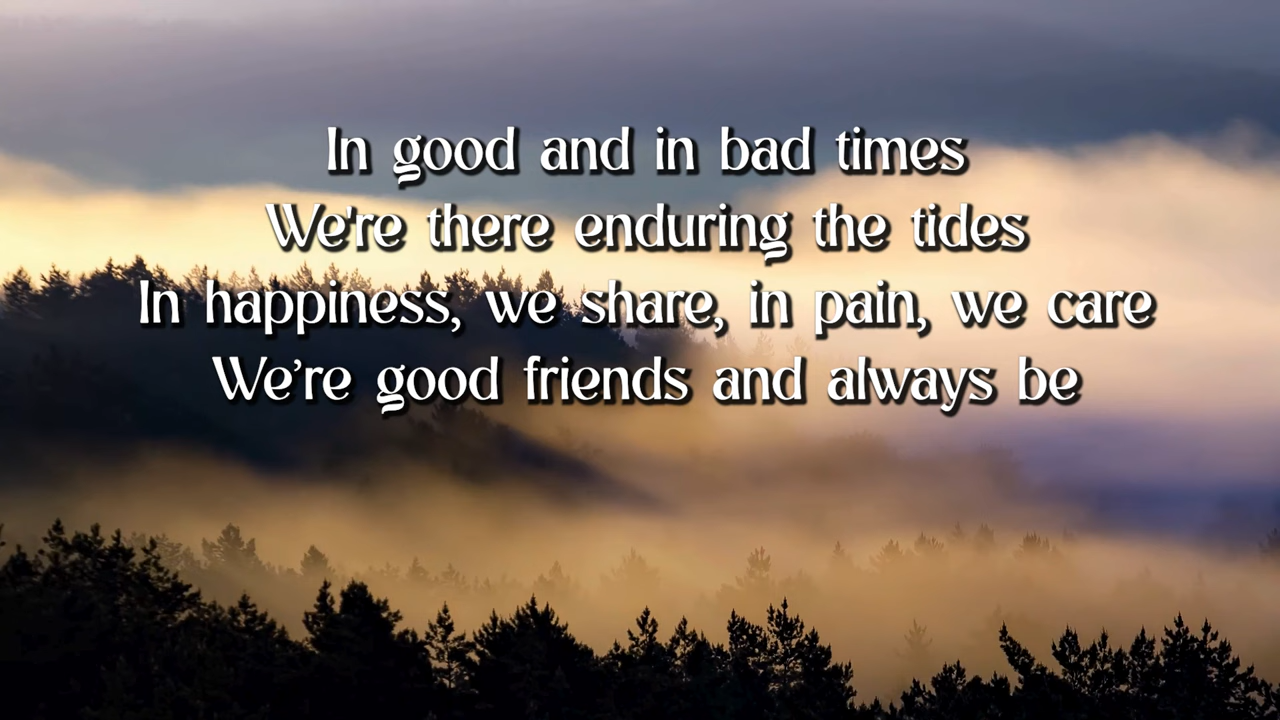 In good and in bad times
We're there enduring the tides
In happiness, we share, in pain, we care
We’re good friends and always be